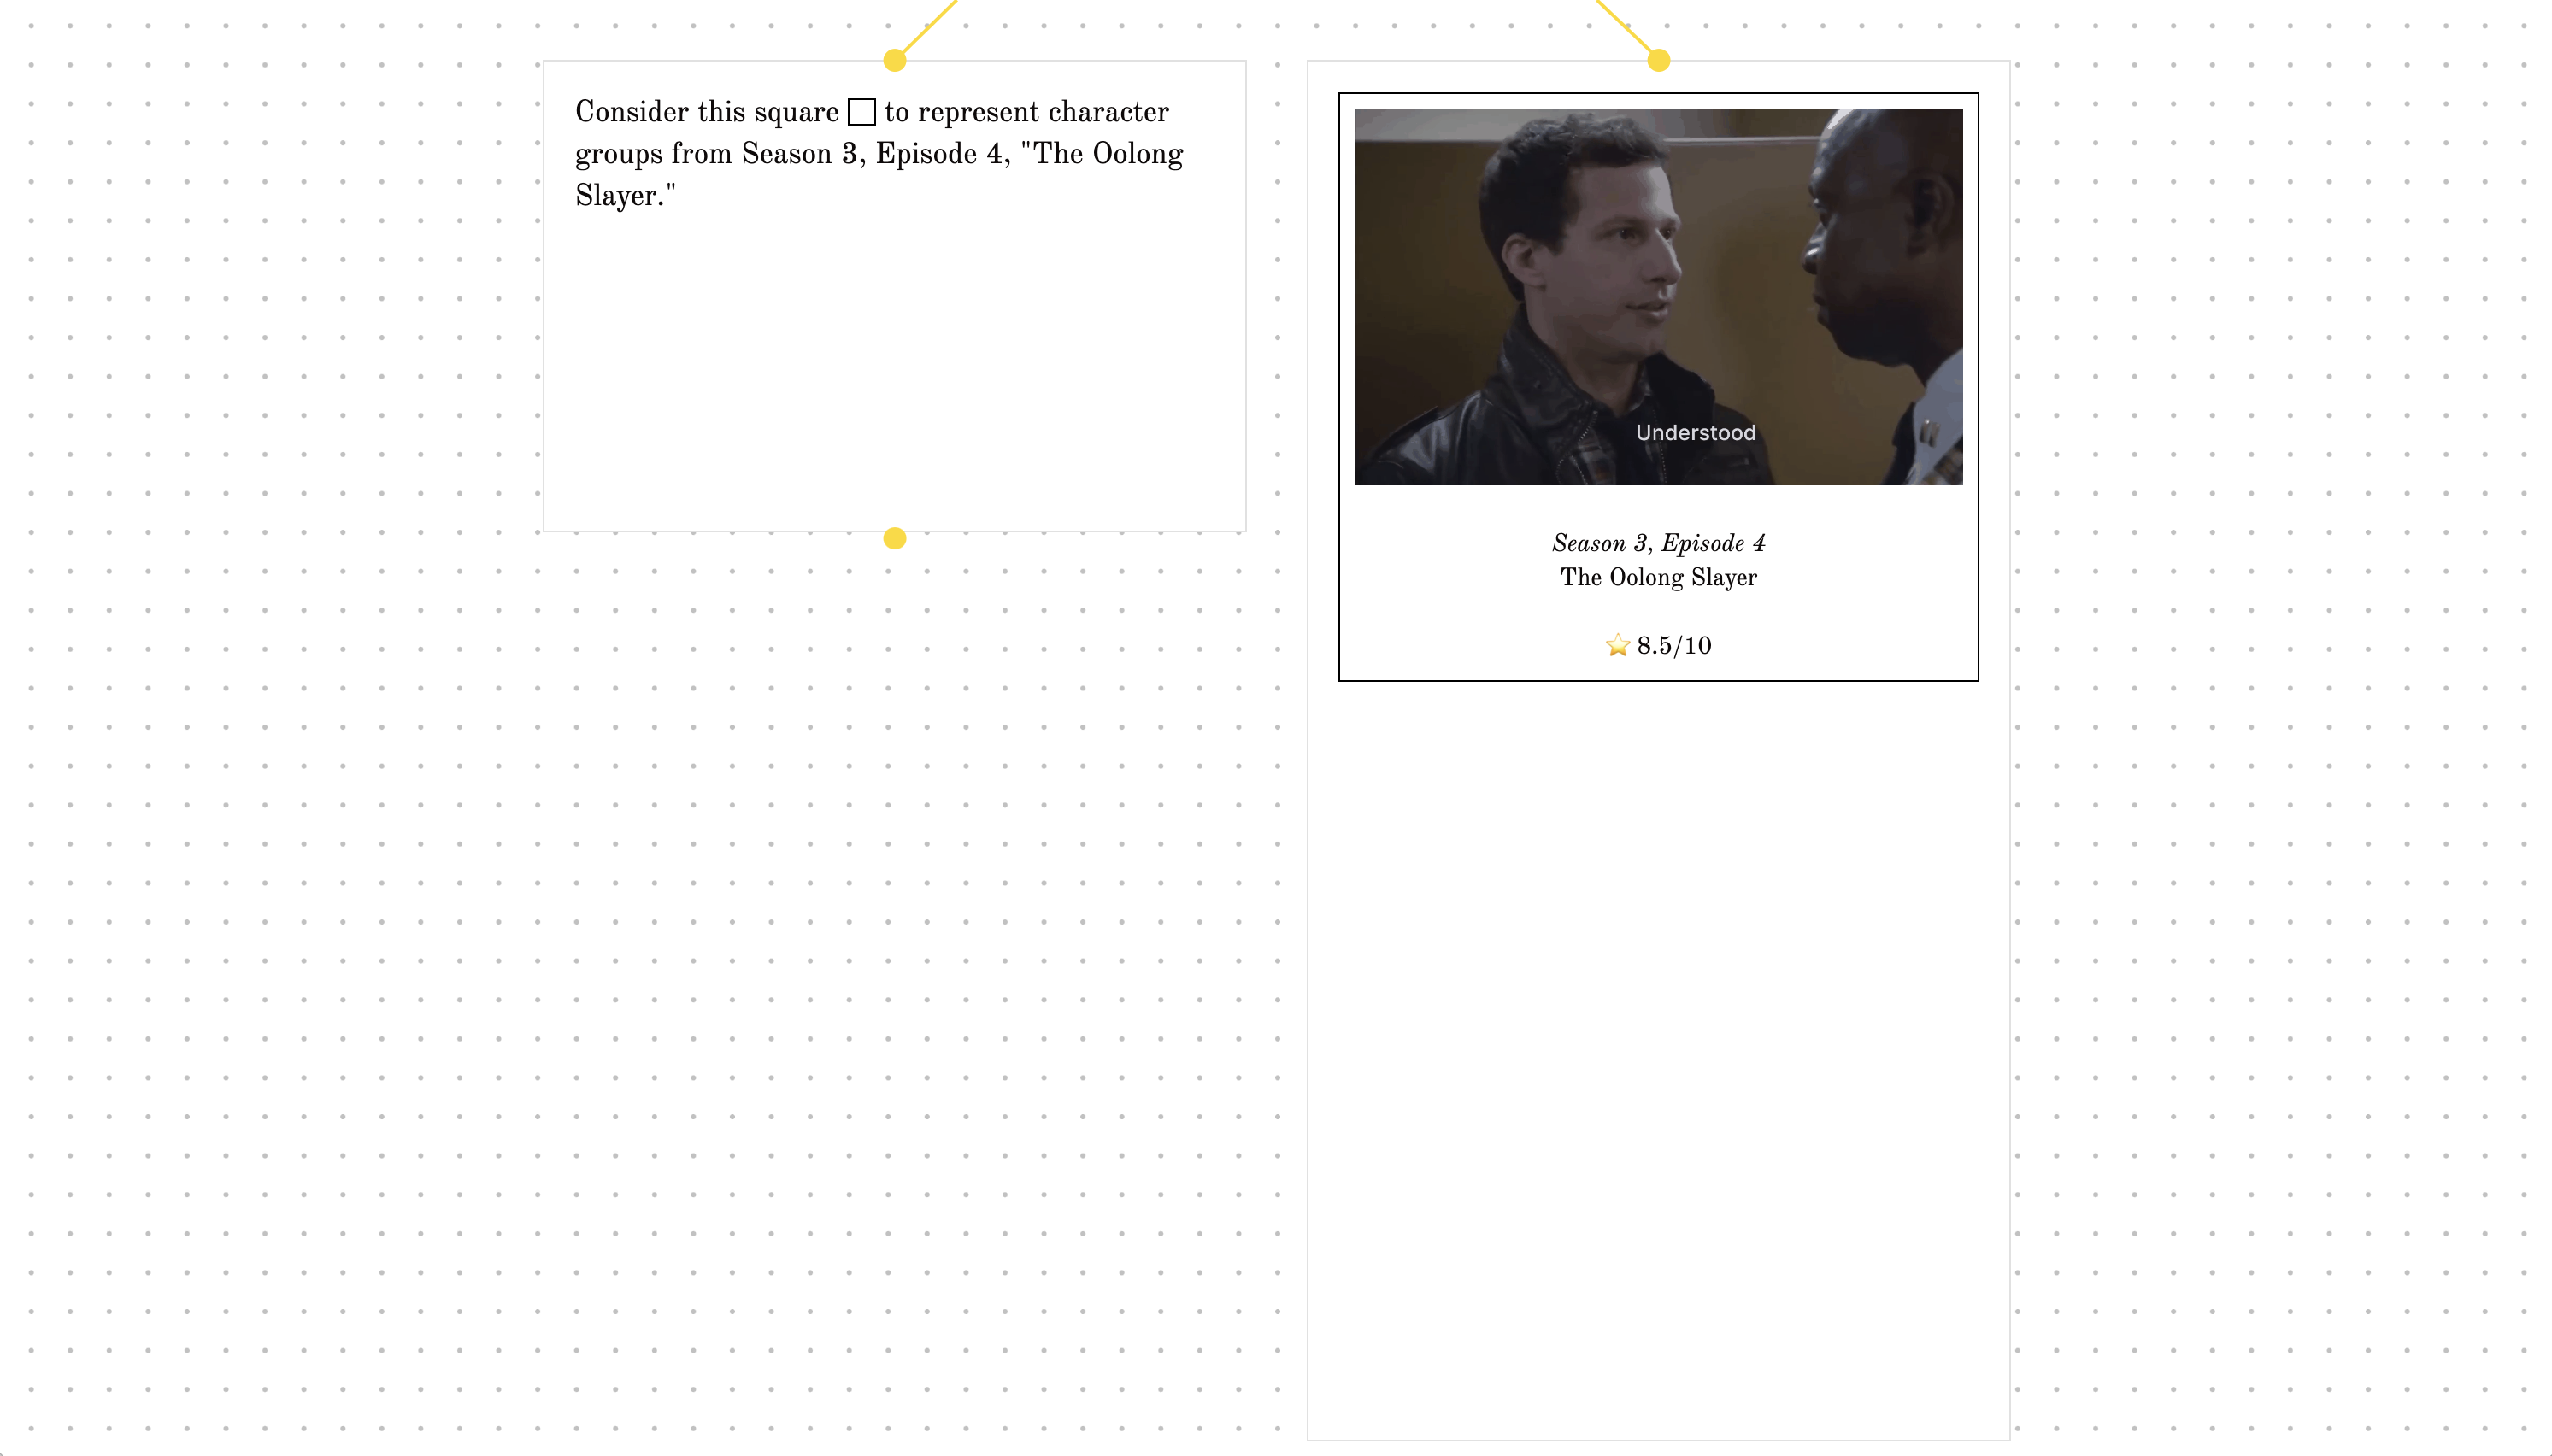 Consider this square □ to represent character
groups from Season 3, Episode 4, "The Oolong
Slayer."
Understood
Season 3, Episode 4
The Oolong Slayer
⭐ 8.5/10